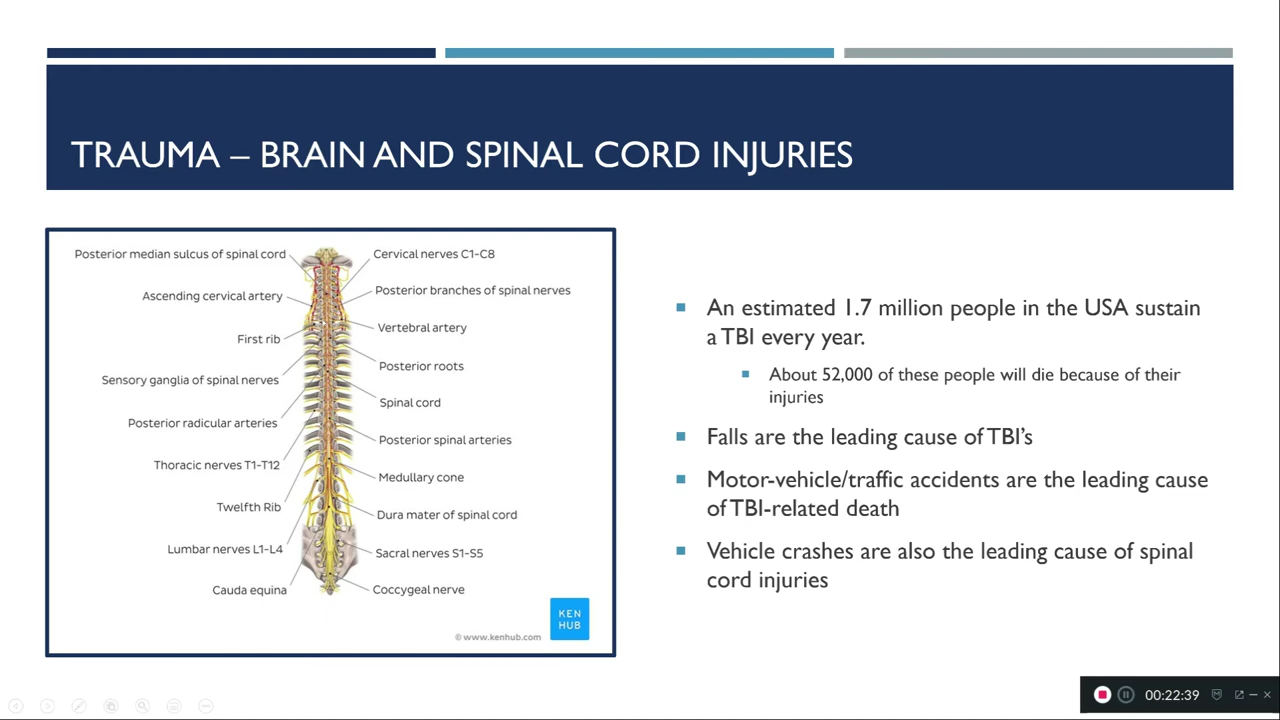 TRAUMA – BRAIN AND SPINAL CORD INJURIES
Posterior median sulcus of spinal cord
Ascending cervical artery
First rib
Sensory ganglia of spinal nerves
Posterior radicular arteries
Thoracic nerves T1-T12
Twelfth Rib
Lumbar nerves L1-L4
Cauda equina
Cervical nerves C1-C8
Posterior branches of spinal nerves
Vertebral artery
Posterior roots
Spinal cord
Posterior spinal arteries
Medullary cone
Dura mater of spinal cord
Sacral nerves S1-S5
Coccygeal nerve
KEN
HUB
© www.kenhub.com
An estimated 1.7 million people in the USA sustain
a TBI every year.
About 52,000 of these people will die because of their
injuries
Falls are the leading cause of TBI's
Motor-vehicle/traffic accidents are the leading cause
of TBI-related death
Vehicle crashes are also the leading cause of spinal
cord injuries
00:22:39